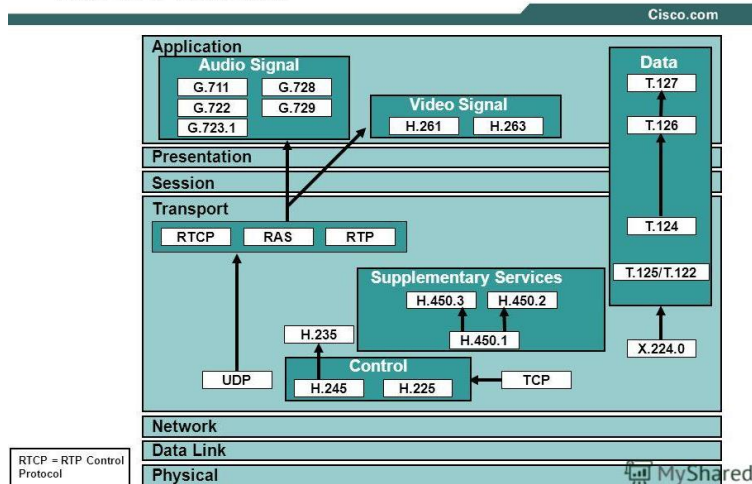 Cisco.com
Application
Audio Signal
G.711
G.728
G.722
G.729
G.723.1
Video Signal
H.261
H.263
Data
T.127
T.126
T.124
T.125/T.122
Presentation
Session
Transport
RTCP
RAS
RTP
Supplementary Services
H.450.3
H.450.2
H.450.1
H.235
Control
H.245
H.225
UDP
TCP
X.224.0
Network
Data Link
Physical
RTCP = RTP Control
Protocol
MyShared